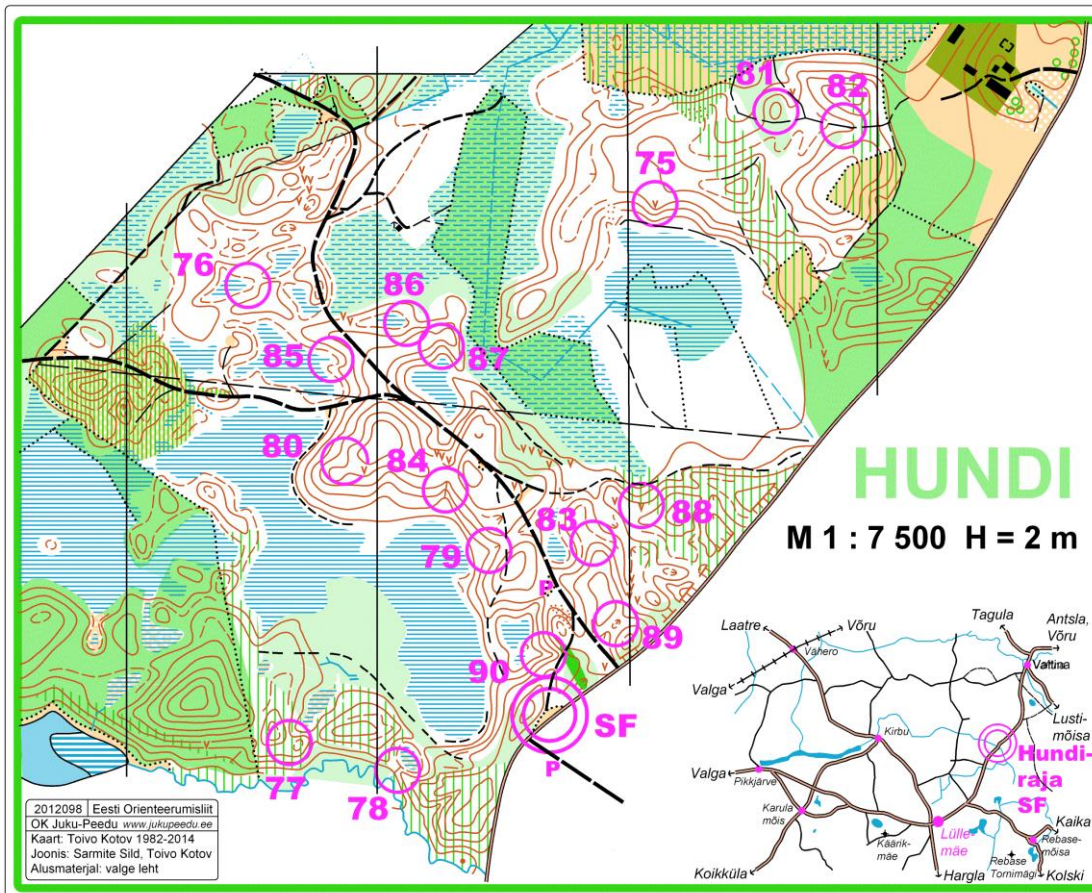 81
82
75
76
86
85
87
80
84
HUNDI
M 1 : 7 500 H = 2 m
83
88
79
P
89
90
SF
P
77
78
Laatre
Võru
Tagula
Antsla,
Võru
Vahero
Valtina
Valga
Lusti-
mõisa
Kirbu
Hundi-
raja
SF
Valga
Pikkjärve
Karula
mõis
Kaika
Lülle-
mäe
Rebase-
mõisa
Käärik-
mäe
Rebase
Tornimägi
Koikküla
Hargla
Kolski
2012098 Eesti Orienteerumisliit
OK Juku-Peedu www.jukupeedu.ee
Kaart: Toivo Kotov 1982-2014
Joonis: Sarmite Sild, Toivo Kotov
Alusmaterjal: valge leht